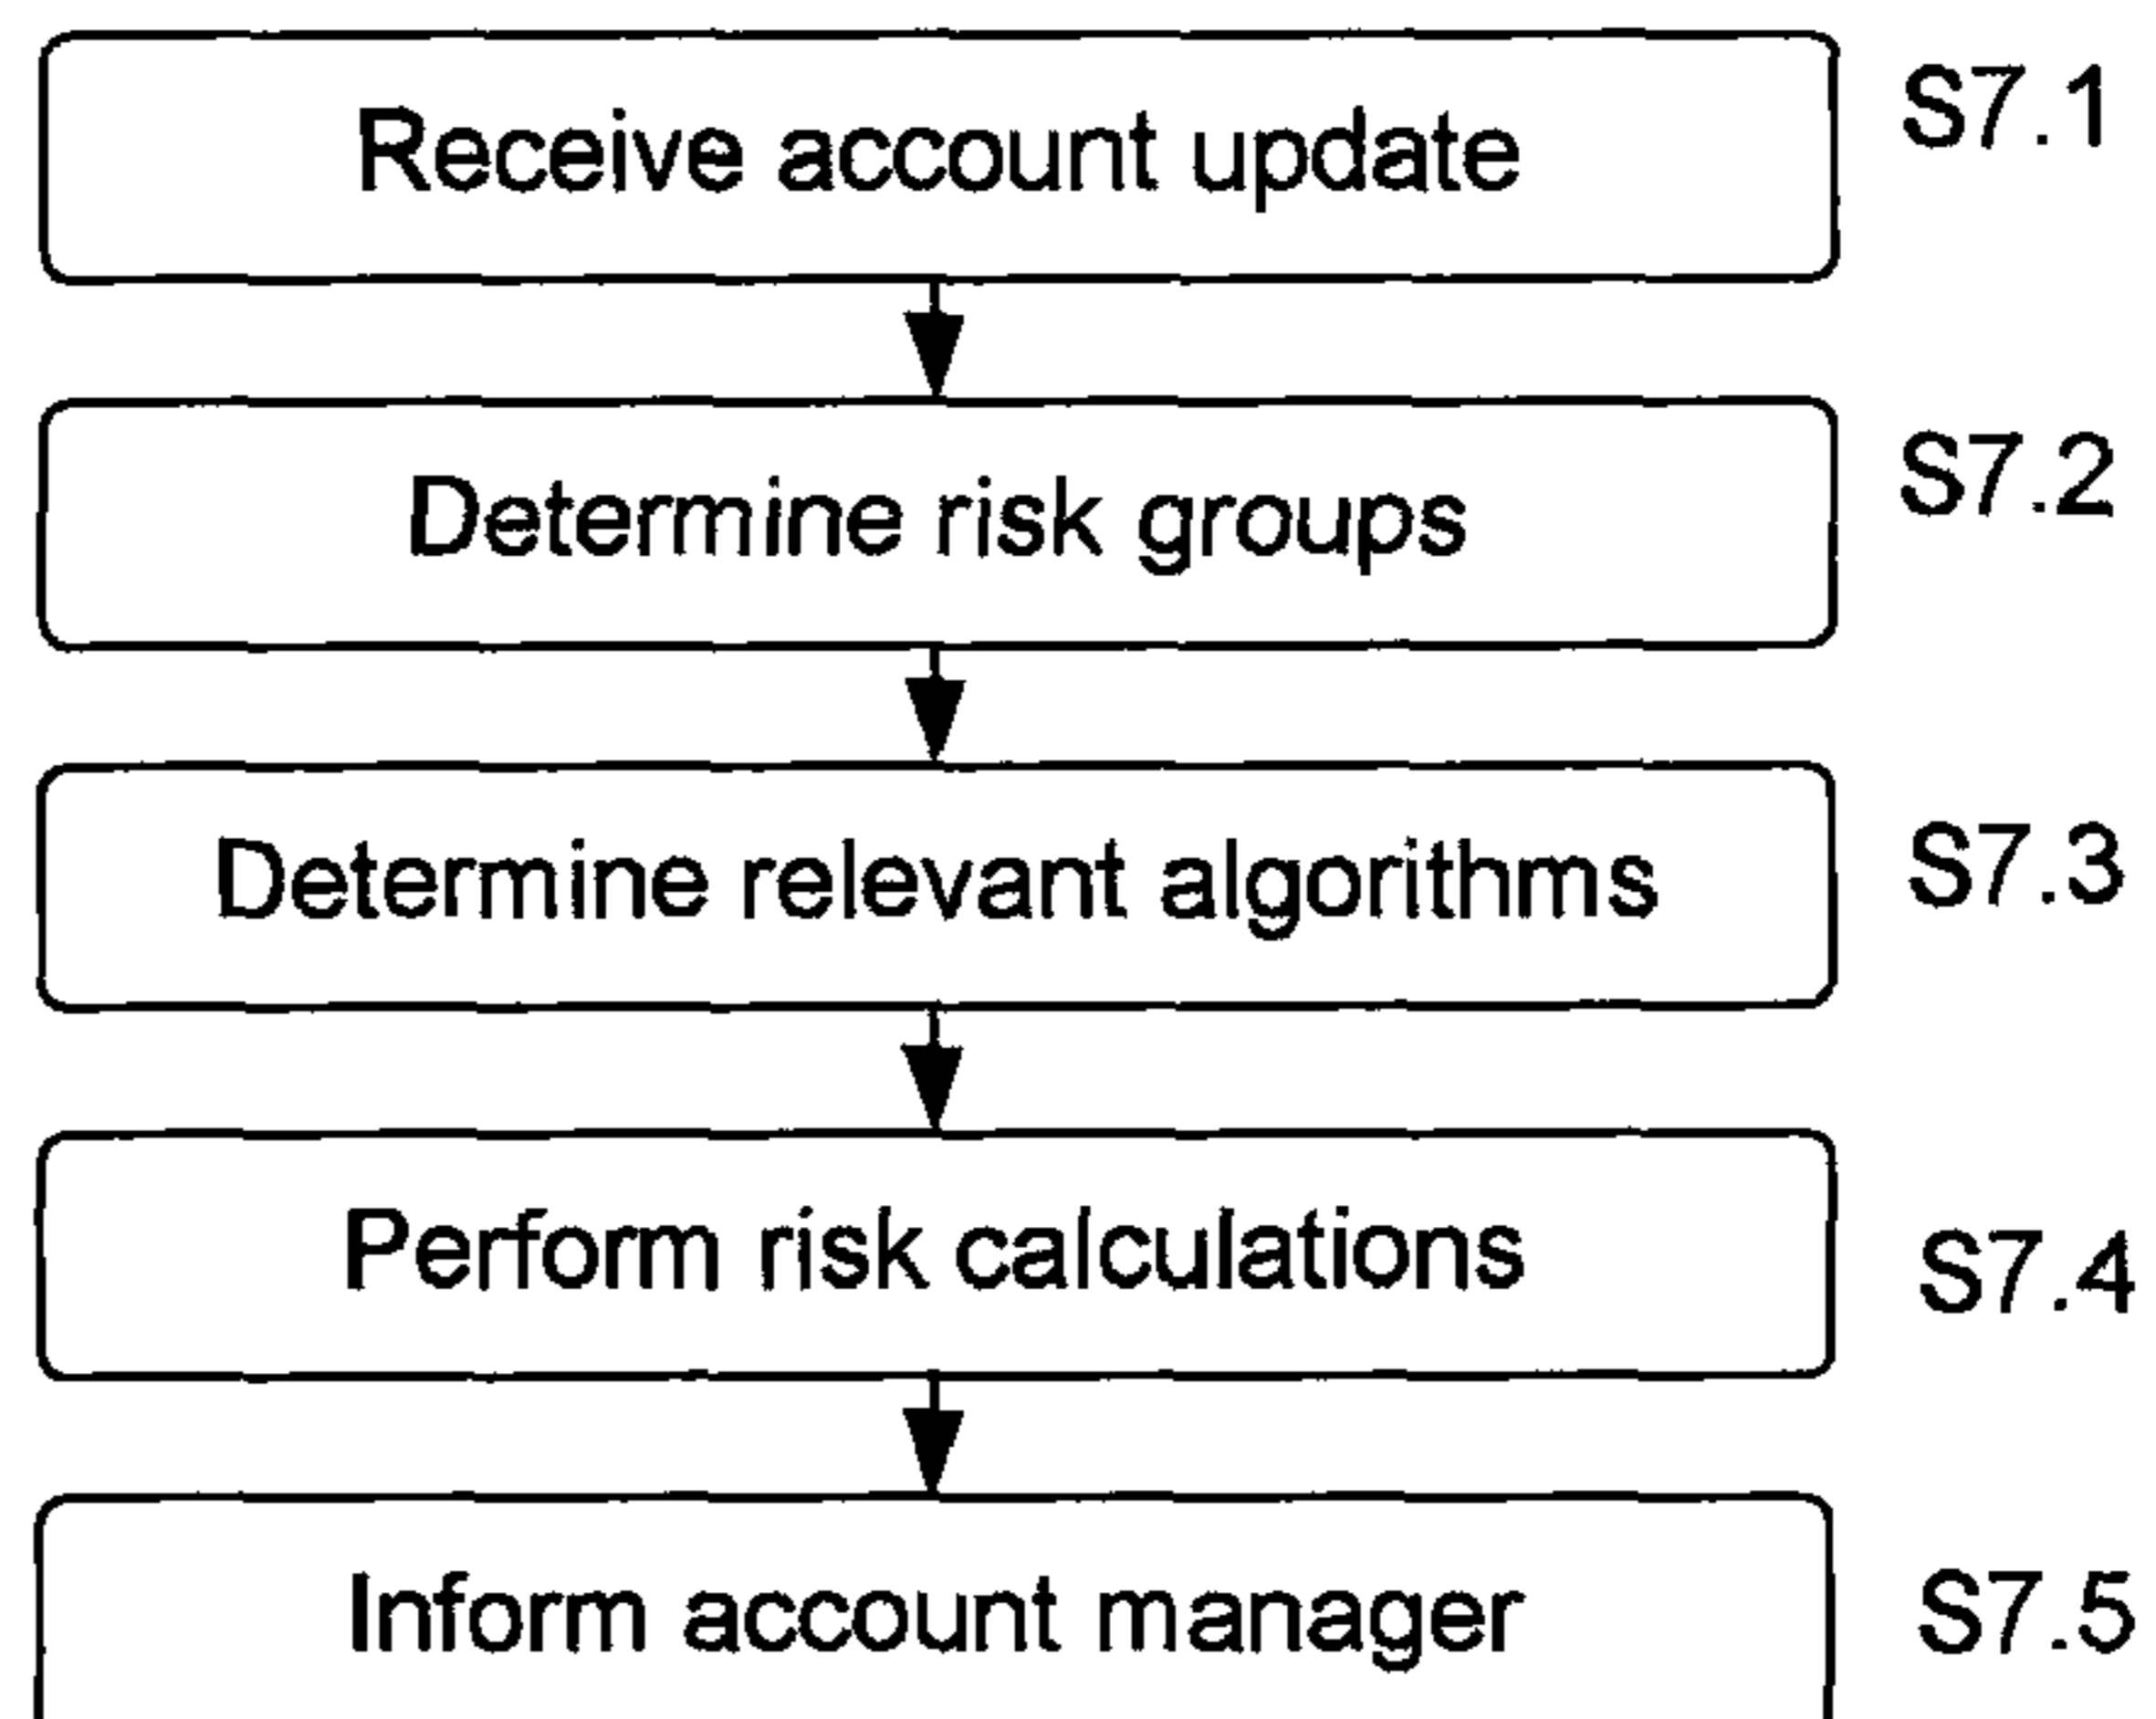 Receive account update S7.1
Determine risk groups S7.2
Determine relevant algorithms S7.3
Perform risk calculations S7.4
Inform account manager S7.5